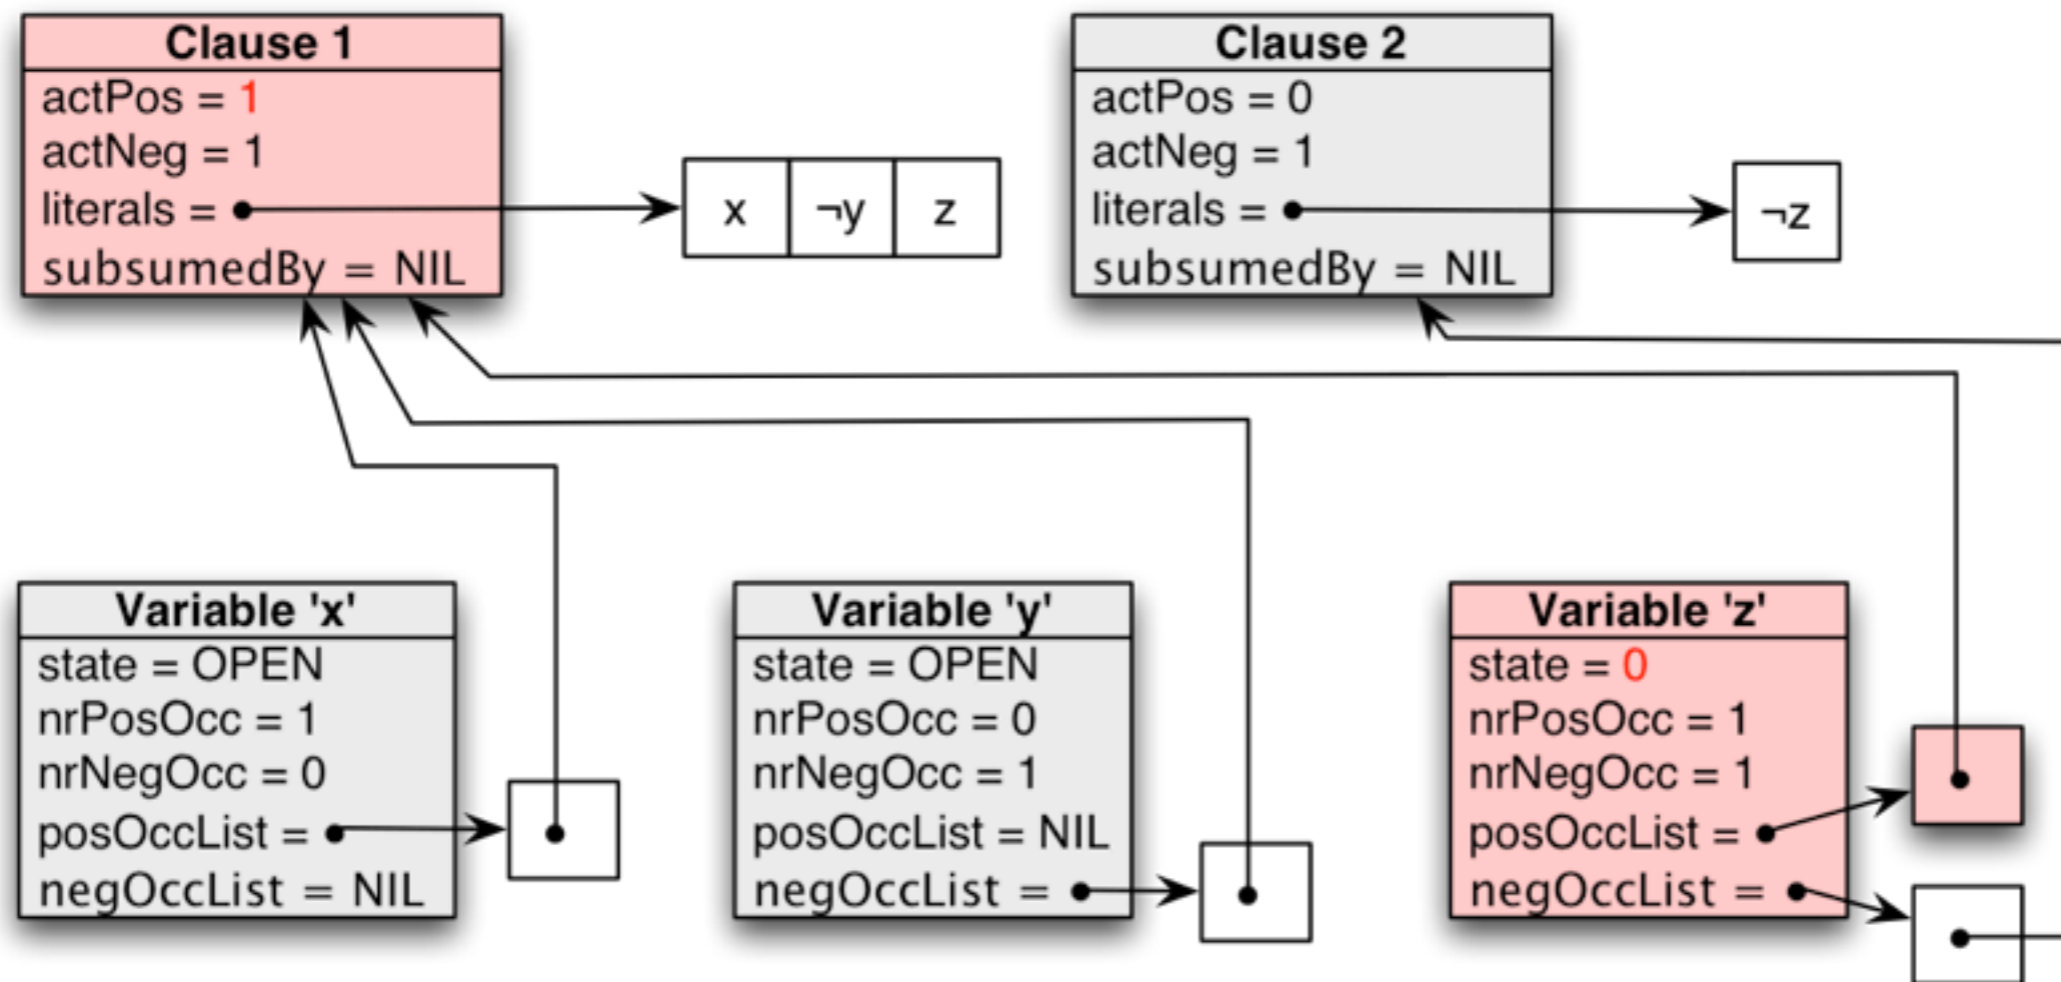 Clause 1
actPos = 1
actNeg = 1
literals =
subsumedBy = NIL
x ¬y z
Clause 2
actPos = 0
actNeg = 1
literals =
subsumedBy = NIL
¬z
Variable 'x'
state = OPEN
nrPosOcc = 1
nrNegOcc = 0
posOccList =
negOccList = NIL
Variable 'y'
state = OPEN
nrPosOcc = 0
nrNegOcc = 1
posOccList = NIL
negOccList =
Variable 'z'
state = 0
nrPosOcc = 1
nrNegOcc = 1
posOccList =
negOccList =